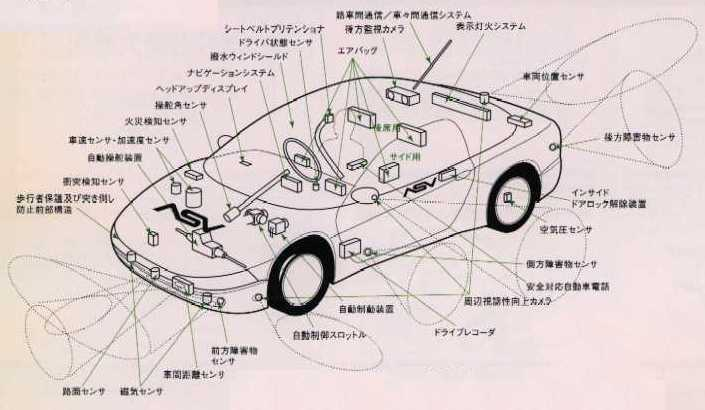 路車間通信／車々間通信システム
シートベルトプリテンショナ
後方監視カメラ
表示灯火システム
ドライバ状態センサ
エアバッグ
撥水ウィンドシールド
ナビゲーションシステム
車両位置センサ
ヘッドアップディスプレイ
操舵角センサ
火災検知センサ
後席用
車速センサ・加速度センサ
後方障害物センサ
自動操舵装置
サイド用
衝突検知センサ
ASV
インサイド
ドアロック解除装置
歩行者保護及び突き倒し
防止前部構造
ASV
空気圧センサ
側方障害物センサ
安全対応自動車電話
周辺視認性向上カメラ
自動制動装置
ドライブレコーダ
自動制御スロットル
前方障害物
センサ
車間距離センサ
路面センサ
磁気センサ